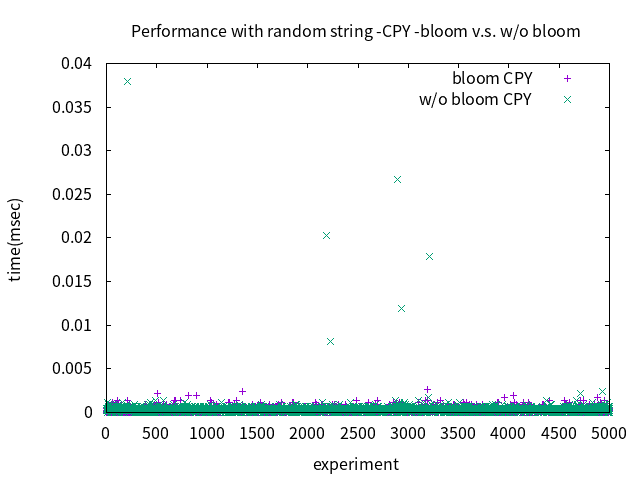 Performance with random string -CPY -bloom v.s. w/o bloom
0.04
bloom CPY
w/o bloom CPY
0.035
0.03
0.025
0.02
0.015
0.01
0.005
0
time(msec)
0 500 1000 1500 2000 2500 3000 3500 4000 4500 5000
experiment